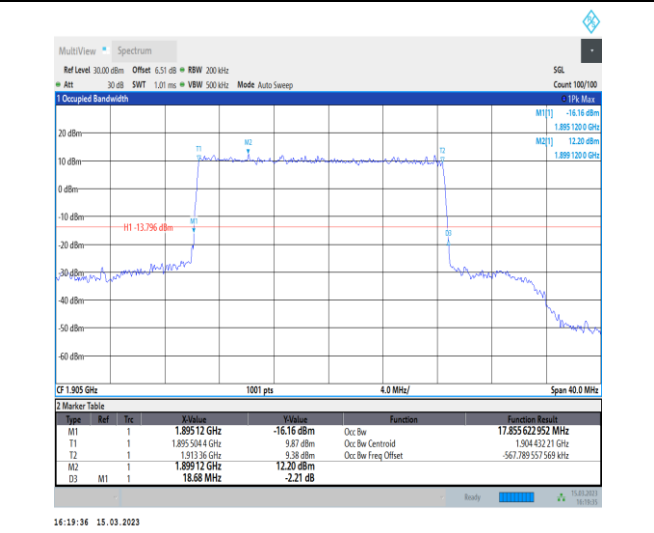 MultiView Spectrum
Ref Level 30.00 dBm Offset 6.51 dB RBW 200 kHz SGL
Att 30 dB SWT 1.01 ms VBW 500 kHz Mode Auto Sweep Count 100/100
1 Occupied Bandwidth 1Pk Max
M1[1] -16.16 dBm
1.895 120 0 GHz
M2[1] 12.20 dBm
1.899 120 0 GHz
20 dBm
T1 M2 T2
10 dBm
0 dBm
-10 dBm
M1
H1 -13.796 dBm
D3
-20 dBm
-30 dBm
-40 dBm
-50 dBm
-60 dBm
CF 1.905 GHz 1001 pts 4.0 MHz/ Span 40.0 MHz
2 Marker Table
Type Ref Trc X-Value Y-Value Function Function Result
M1 1 1.89512 GHz -16.16 dBm Occ Bw 17.855 622 952 MHz
T1 1 1.895 504 4 GHz 9.87 dBm Occ Bw Centroid 1.904 432 21 GHz
T2 1 1.913 36 GHz 9.38 dBm Occ Bw Freq Offset -567.789 557 569 kHz
M2 1 1.89912 GHz 12.20 dBm
D3 M1 1 18.68 MHz -2.21 dB
Ready 15.03.2023
16:19:35
16:19:36 15.03.2023